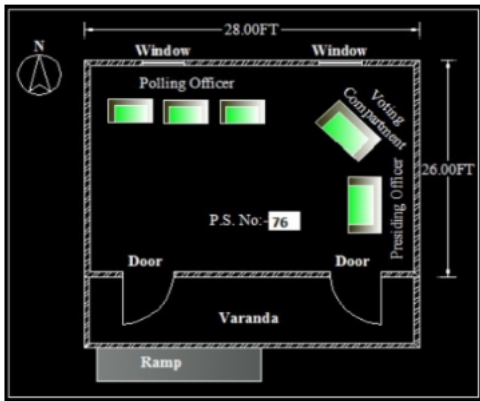 28.00FT
N
Window Window
Polling Officer
Voting
Compartment
26.00FT
Presiding Officer
P.S. No:- 76
Door Door
Varanda
Ramp